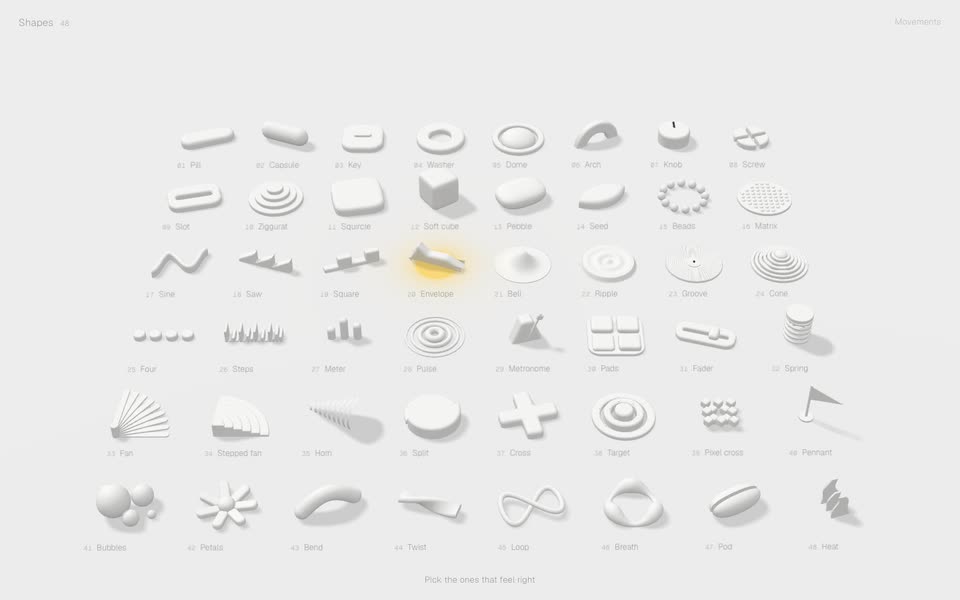 Shapes 48
Movements
01 Pill
02 Capsule
03 Key
04 Washer
05 Dome
06 Arch
07 Knob
08 Screw
09 Slot
10 Ziggurat
11 Squircle
12 Soft cube
13 Pebble
14 Seed
15 Beads
16 Matrix
17 Sine
18 Saw
19 Square
20 Envelope
21 Bell
22 Ripple
23 Groove
24 Cone
25 Four
26 Steps
27 Meter
28 Pulse
29 Metronome
30 Pads
31 Fader
32 Spring
33 Fan
34 Stepped fan
35 Horn
36 Split
37 Cross
38 Target
39 Pixel cross
40 Pennant
41 Bubbles
42 Petals
43 Bend
44 Twist
45 Loop
46 Breath
47 Pod
48 Heat
Pick the ones that feel right